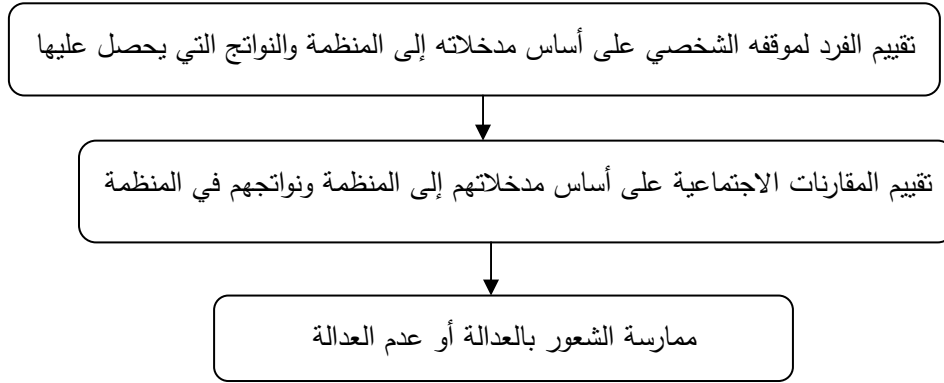 تقييم الفرد لموقفه الشخصي على أساس مدخلاته إلى المنظمة والنواتج التي يحصل عليها
تقييم المقارنات الاجتماعية على أساس مدخلاتهم إلى المنظمة ونواتجهم في المنظمة
ممارسة الشعور بالعدالة أو عدم العدالة